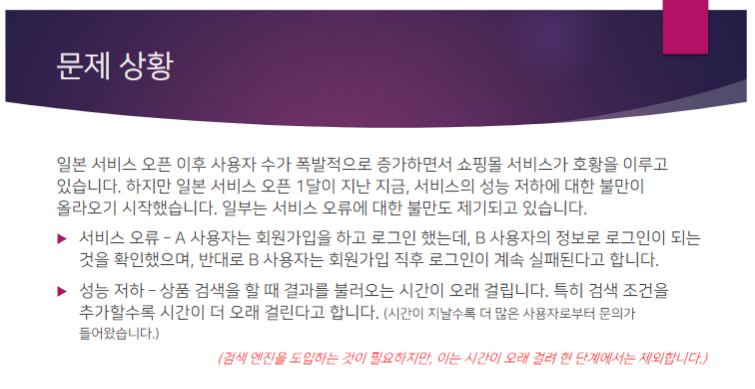 문제 상황
일본 서비스 오픈 이후 사용자 수가 폭발적으로 증가하면서 쇼핑몰 서비스가 호황을 이루고
있습니다. 하지만 일본 서비스 오픈 1달이 지난 지금, 서비스의 성능 저하에 대한 불만이
올라오기 시작했습니다. 일부는 서비스 오류에 대한 불만도 제기되고 있습니다.
▶ 서비스 오류 – A 사용자는 회원가입을 하고 로그인 했는데, B 사용자의 정보로 로그인이 되는
것을 확인했으며, 반대로 B 사용자는 회원가입 직후 로그인이 계속 실패된다고 합니다.
▶ 성능 저하 – 상품 검색을 할 때 결과를 불러오는 시간이 오래 걸립니다. 특히 검색 조건을
추가할수록 시간이 더 오래 걸린다고 합니다. (시간이 지날수록 더 많은 사용자로부터 문의가
들어왔습니다.)
(검색 엔진을 도입하는 것이 필요하지만, 이는 시간이 오래 걸려 현 단계에서는 제외합니다.)